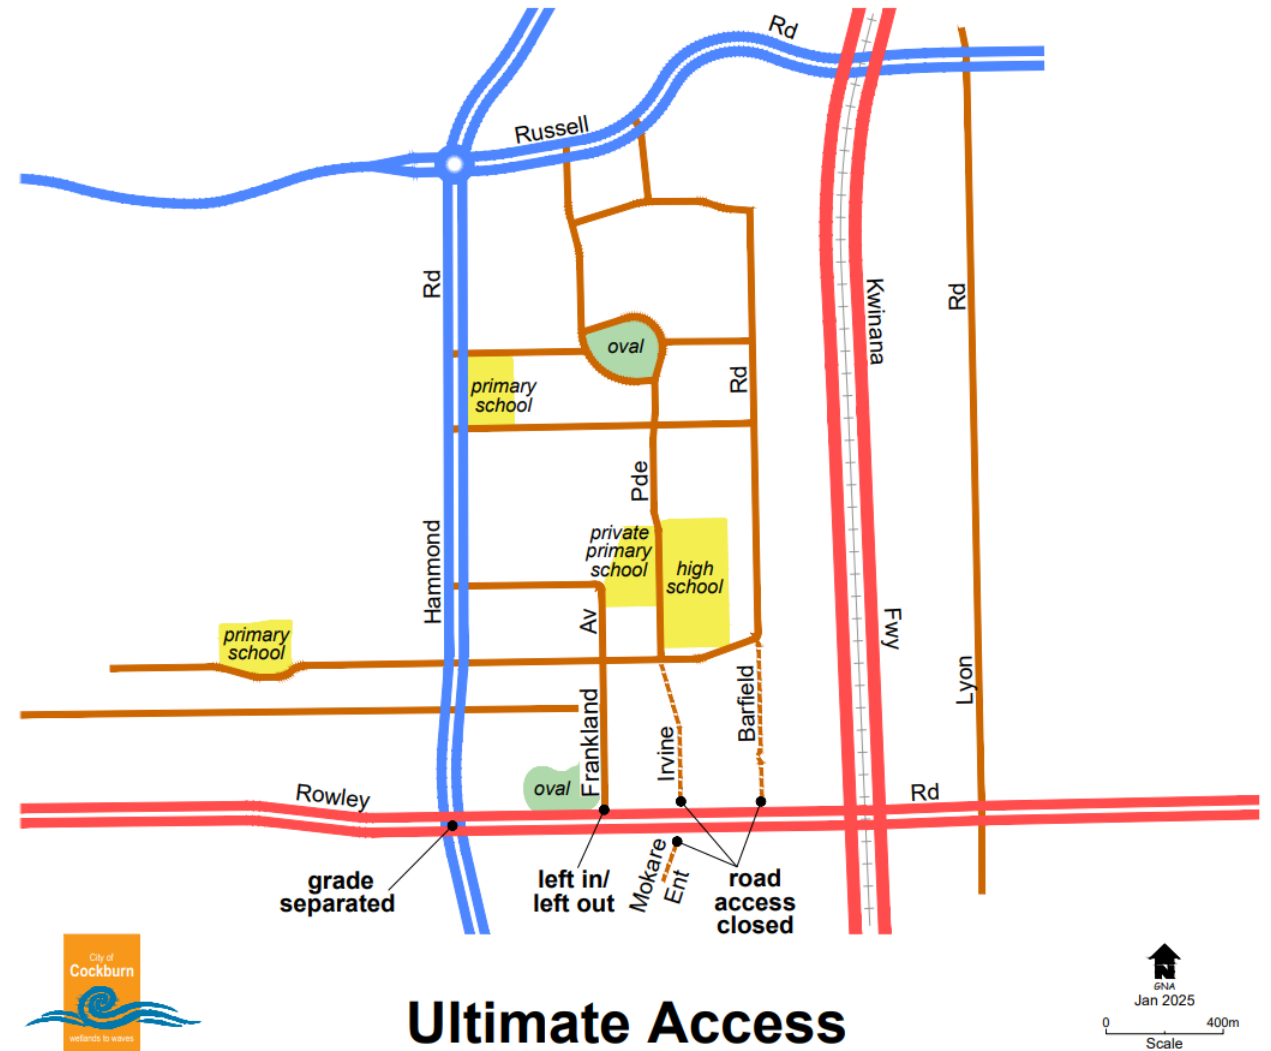 Rd
Russell
Rd
Kwinana
Rd
oval
Rd
primary
school
Pde
private
primary
school
high
school
Hammond
Av
Fwy
primary
school
Lyon
Barfield
Frankland
Irvine
oval
Rowley
Rd
Mokare
Ent
grade
separated
left in/
left out
road
access
closed
City of
Cockburn
wetlands to waves
Ultimate Access
N
GNA
Jan 2025
0 400m
Scale